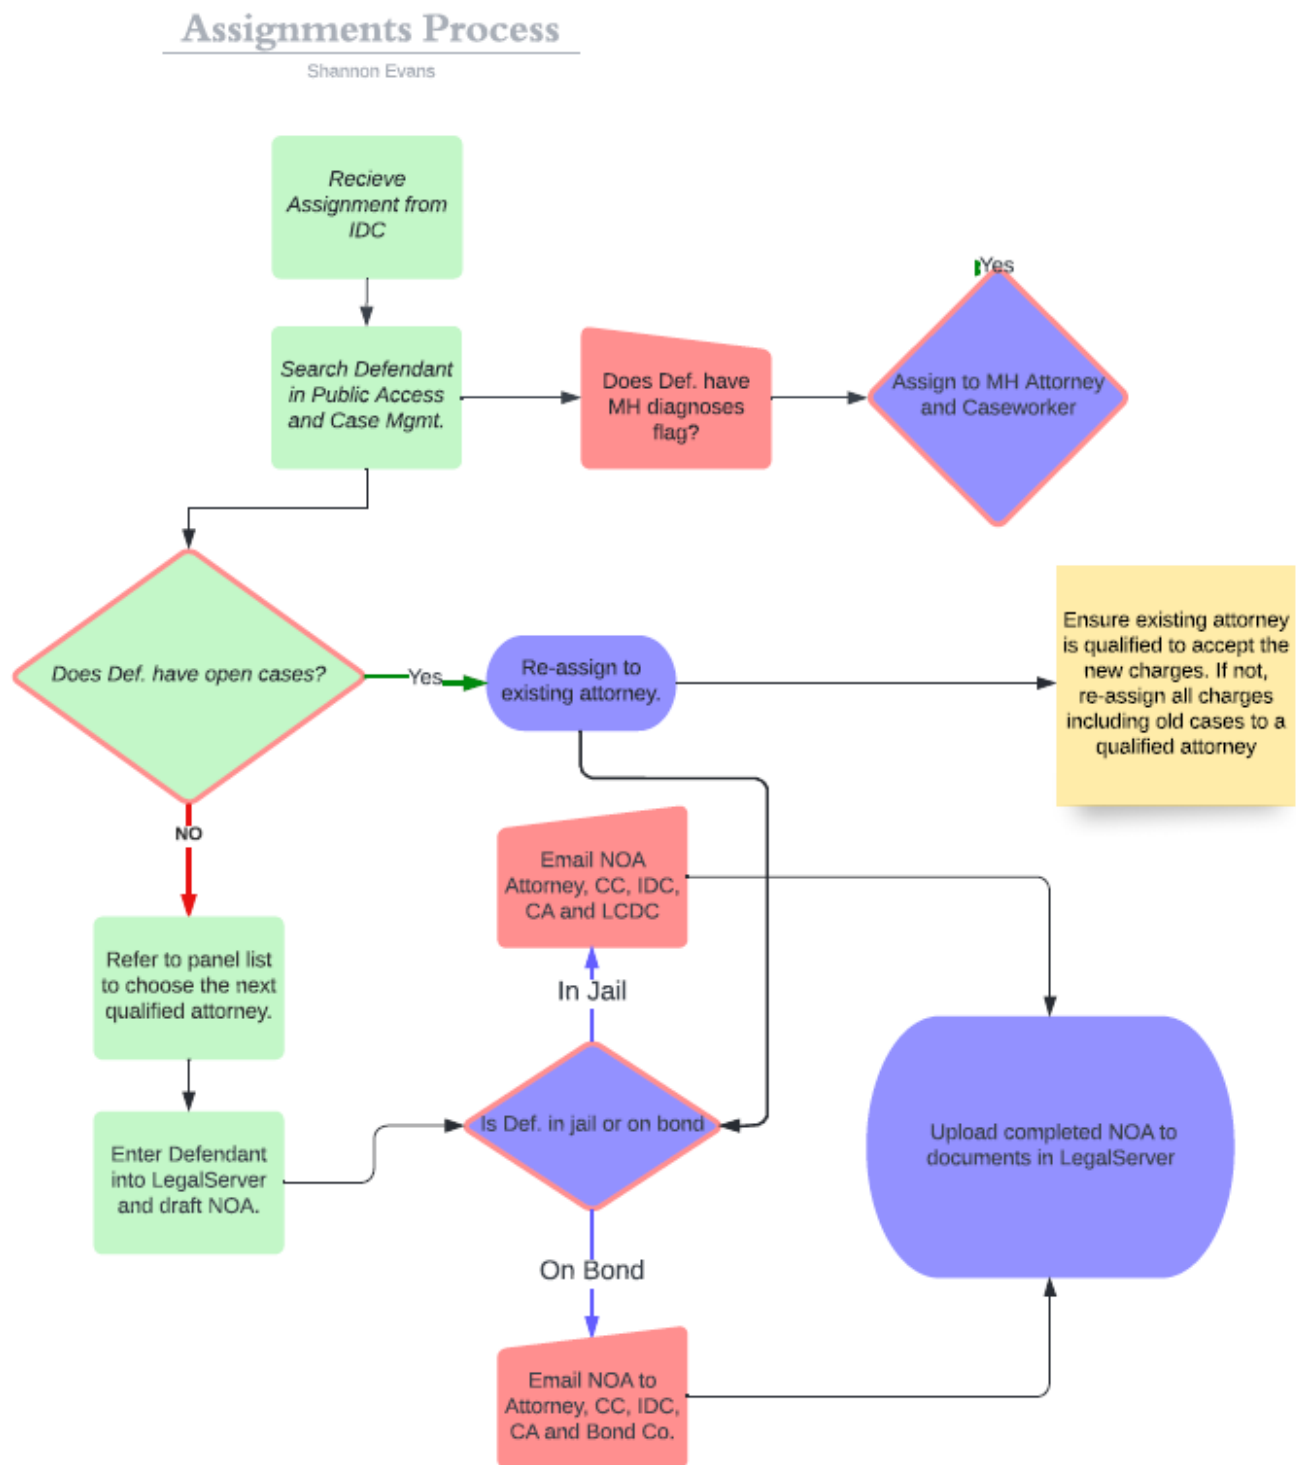 Assignments Process
Shannon Evans
Recieve
Assignment from
IDC
Yes
Search Defendant
in Public Access
and Case Mgmt.
Does Def. have
MH diagnoses
flag?
Assign to MH Attorney
and Caseworker
Does Def. have open cases?
Yes
Re-assign to
existing attorney.
Ensure existing attorney
is qualified to accept the
new charges. If not,
re-assign all charges
including old cases to a
qualified attorney
NO
Email NOA
Attorney, CC, IDC,
CA and LCDC
Refer to panel list
to choose the next
qualified attorney.
In Jail
Is Def. in jail or on bond
Enter Defendant
into LegalServer
and draft NOA.
Upload completed NOA to
documents in LegalServer
On Bond
Email NOA to
Attorney, CC, IDC,
CA and Bond Co.